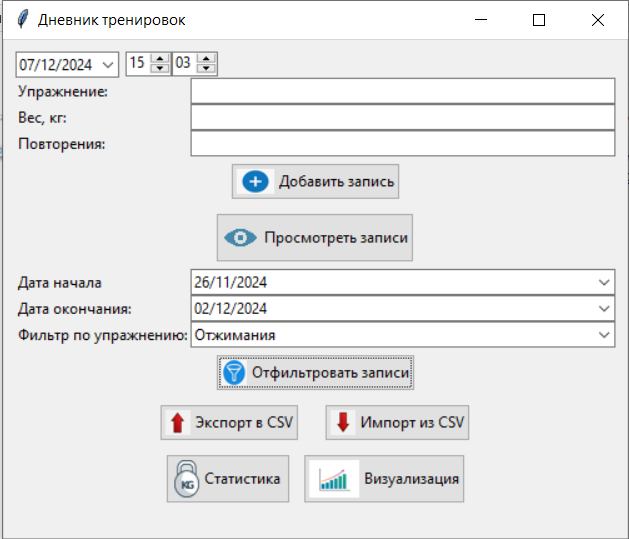 Дневник тренировок
07/12/2024 15 03
Упражнение:
Вес, кг:
Повторения:
Добавить запись
Просмотреть записи
Дата начала 26/11/2024
Дата окончания: 02/12/2024
Фильтр по упражнению: Отжимания
Отфильтровать записи
Экспорт в CSV Импорт из CSV
KG Статистика Визуализация